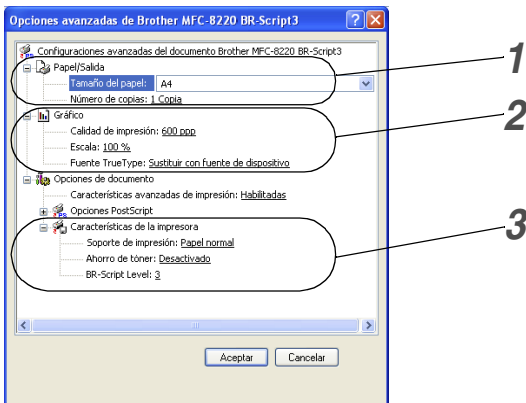 Opciones avanzadas de Brother MFC-8220 BR-Script3
Configuraciones avanzadas del documento Brother MFC-8220 BR-Script3
Papel/Salida
Tamaño del papel: A4
Número de copias: 1 Copia
Gráfico
Calidad de impresión: 600 ppp
Escala: 100 %
Fuente TrueType: Sustituir con fuente de dispositivo
Opciones de documento
Características avanzadas de impresión: Habilitadas
Opciones PostScript
Características de la impresora
Soporte de impresión: Papel normal
Ahorro de tóner: Desactivado
BR-Script Level: 3
Aceptar Cancelar
1
2
3